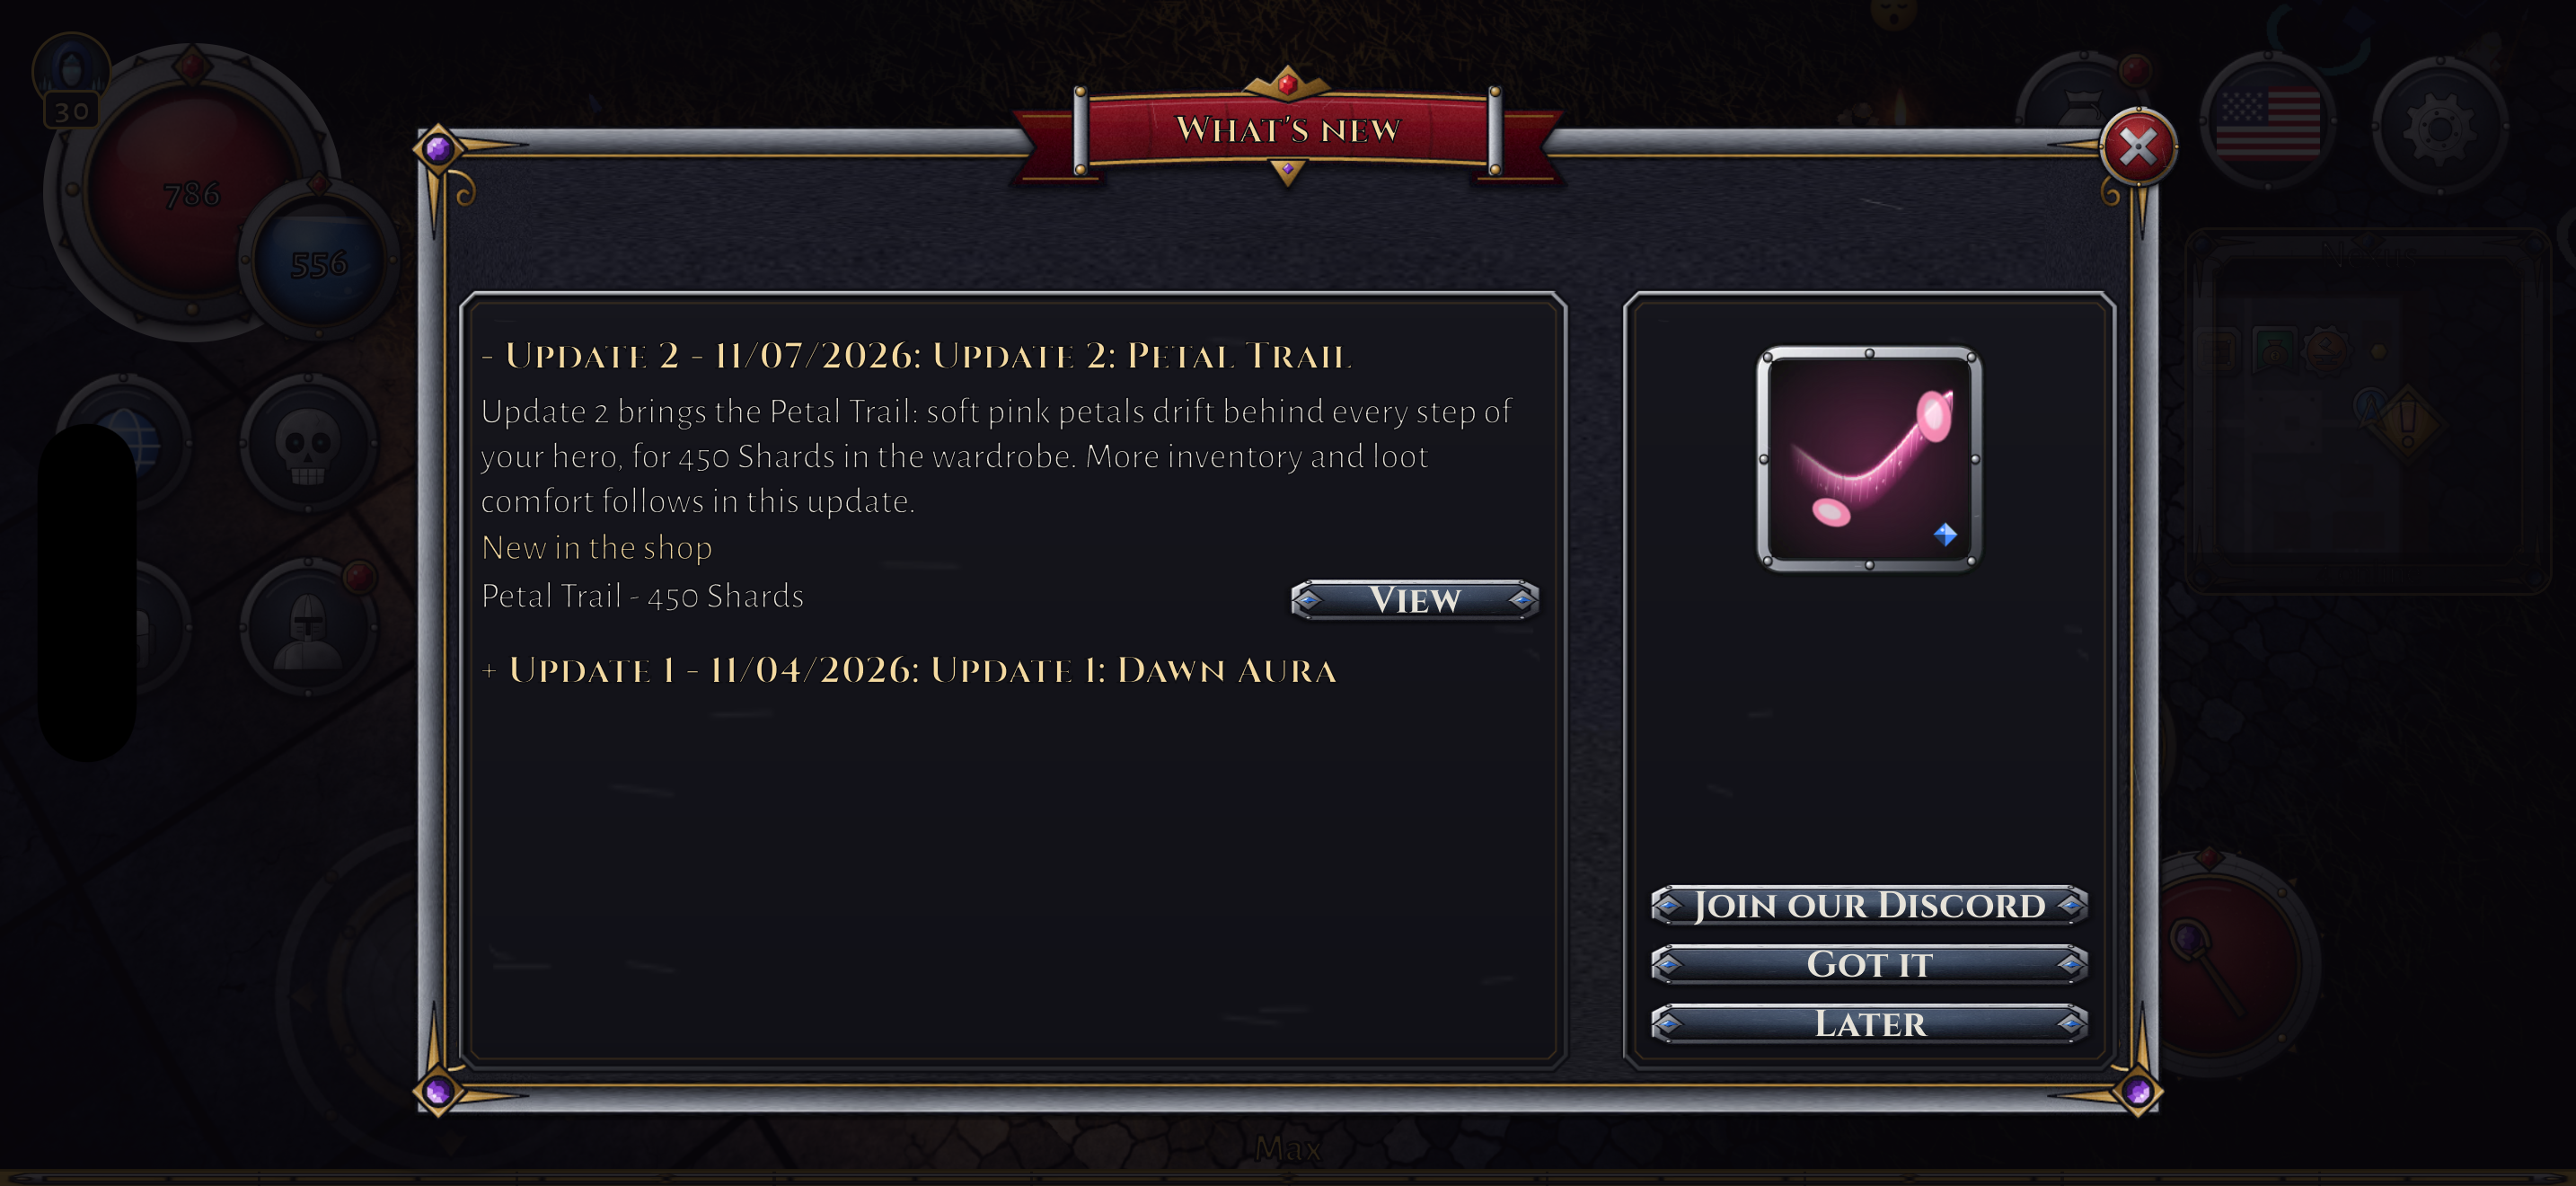 30
786
556
What's new
- Update 2 - 11/07/2026: Update 2: Petal Trail
Update 2 brings the Petal Trail: soft pink petals drift behind every step of
your hero, for 450 Shards in the wardrobe. More inventory and loot
comfort follows in this update.
New in the shop
Petal Trail - 450 Shards
View
+ Update 1 - 11/04/2026: Update 1: Dawn Aura
Join our Discord
Got it
Later
Max